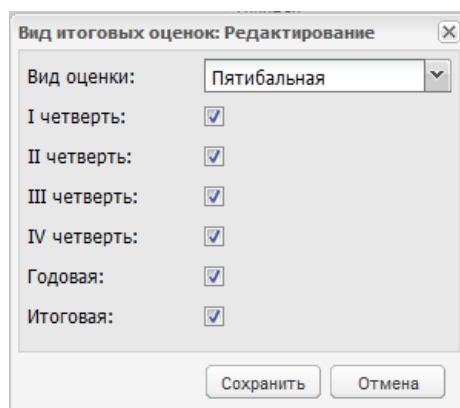 Вид итоговых оценок: Редактирование
Вид оценки: Пятибальная
I четверть:
II четверть:
III четверть:
IV четверть:
Годовая:
Итоговая:
Сохранить Отмена